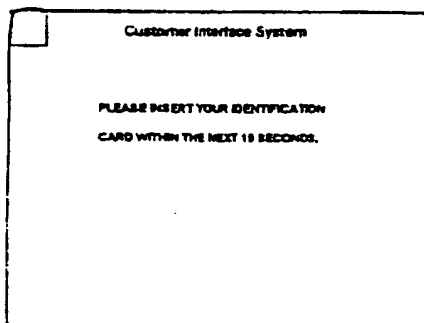 Customer Interface System
PLEASE INSERT YOUR IDENTIFICATION
CARD WITHIN THE NEXT 15 SECONDS.